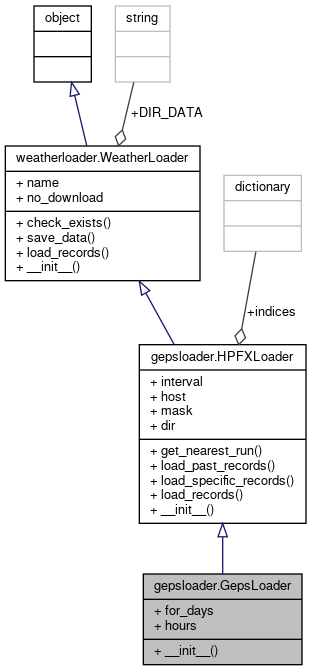 object
string
+DIR_DATA
weatherloader.WeatherLoader
+ name
+ no_download
+ check_exists()
+ save_data()
+ load_records()
+ __init__()
dictionary
+indices
gepsloader.HPFXLoader
+ interval
+ host
+ mask
+ dir
+ get_nearest_run()
+ load_past_records()
+ load_specific_records()
+ load_records()
+ __init__()
gepsloader.GepsLoader
+ for_days
+ hours
+ __init__()